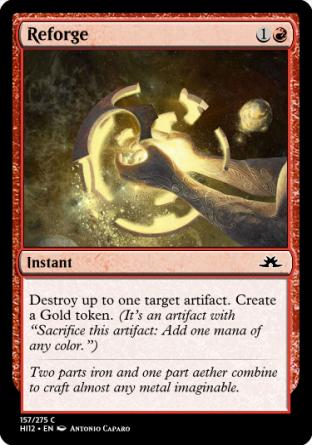 Reforge 1
Instant
Destroy up to one target artifact. Create
a Gold token. (It's an artifact with
“Sacrifice this artifact: Add one mana of
any color.”)
Two parts iron and one part aether combine
to craft almost any metal imaginable.
157/275 C
HI12 • EN Antonio Caparo